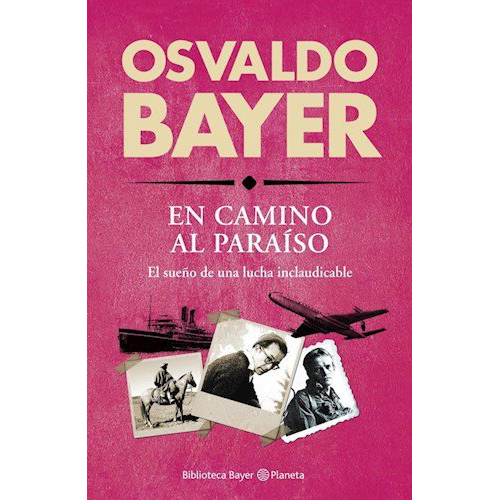 OSVALDO
BAYER
EN CAMINO
AL PARAÍSO
El sueño de una lucha inclaudicable
Biblioteca Bayer Planeta